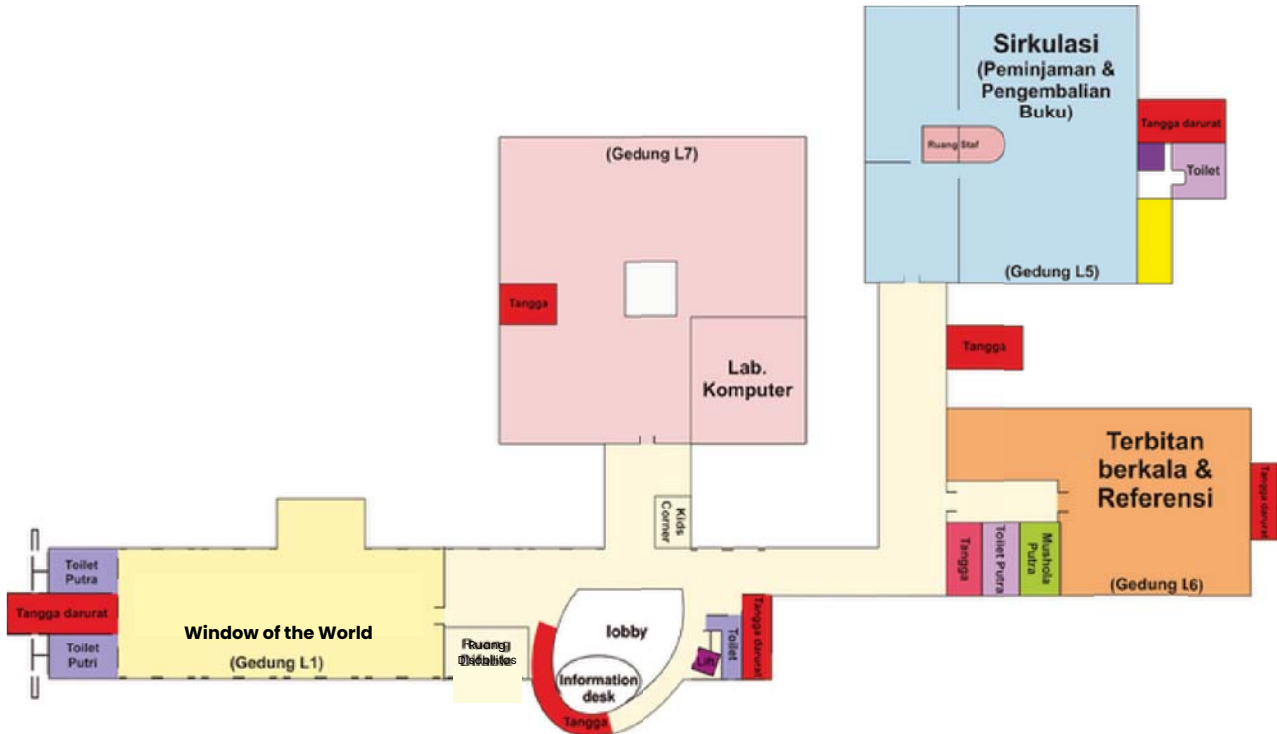 Sirkulasi
(Peminjaman &
Pengembalian
Buku)
Tangga darurat
Ruang Staf
Toilet
(Gedung L5)
(Gedung L7)
Tangga
Lab.
Komputer
Tangga
Terbitan
berkala &
Referensi
Tangga darurat
Kids
Corner
Tangga
Toilet Putra
Mushola
Putra
(Gedung L6)
Toilet
Putra
Tangga darurat
Toilet
Putri
Window of the World
(Gedung L1)
Ruang
lobby
Information
desk
Tangga
Lift
Toilet
Tangga darurat